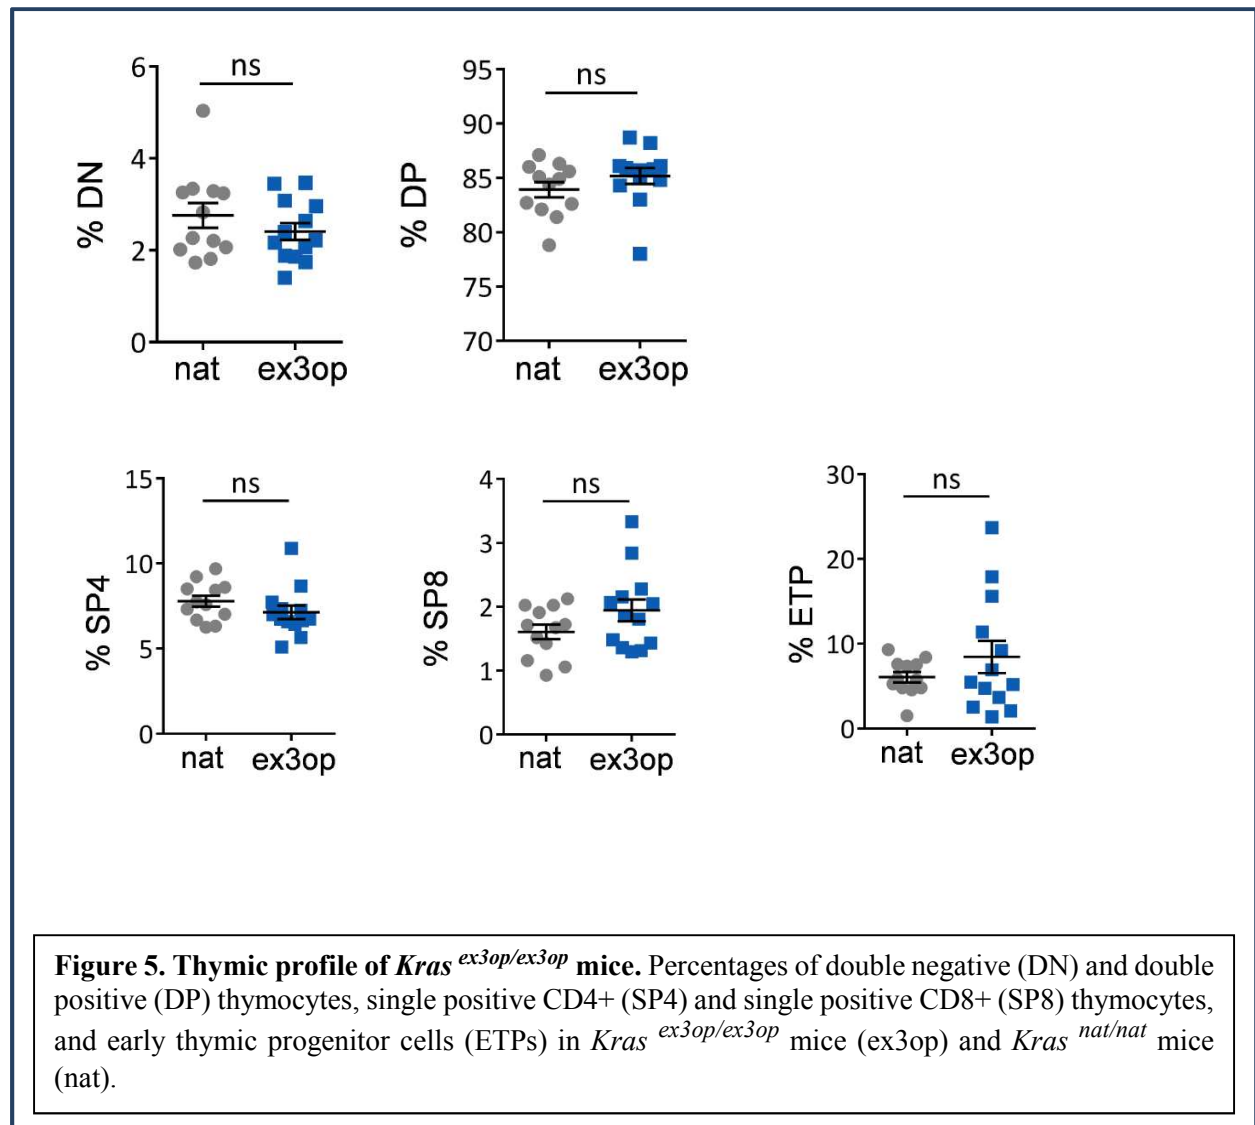 6
4
2
0
% DN
ns
nat ex3op
95
90
85
80
75
70
% DP
ns
nat ex3op
15
10
5
0
% SP4
ns
nat ex3op
4
3
2
1
0
% SP8
ns
nat ex3op
30
20
10
0
% ETP
ns
nat ex3op
Figure 5. Thymic profile of Kras ex3op/ex3op mice. Percentages of double negative (DN) and double
positive (DP) thymocytes, single positive CD4+ (SP4) and single positive CD8+ (SP8) thymocytes,
and early thymic progenitor cells (ETPs) in Kras ex3op/ex3op mice (ex3op) and Kras nat/nat mice
(nat).